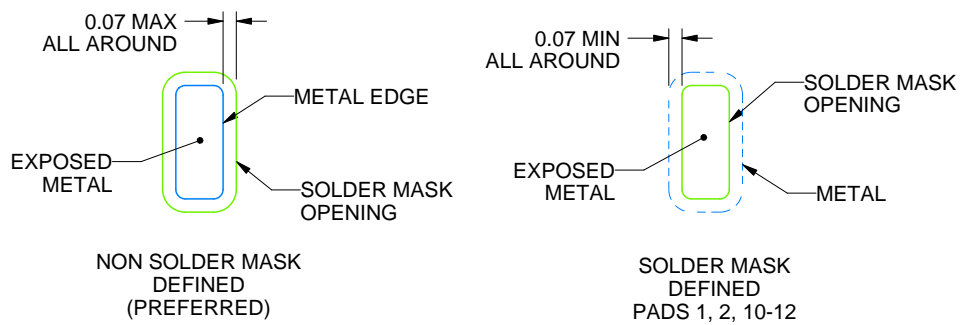 0.07 MAX
ALL AROUND
METAL EDGE
EXPOSED
METAL
SOLDER MASK
OPENING
NON SOLDER MASK
DEFINED
(PREFERRED)
0.07 MIN
ALL AROUND
SOLDER MASK
OPENING
EXPOSED
METAL
METAL
SOLDER MASK
DEFINED
PADS 1, 2, 10-12